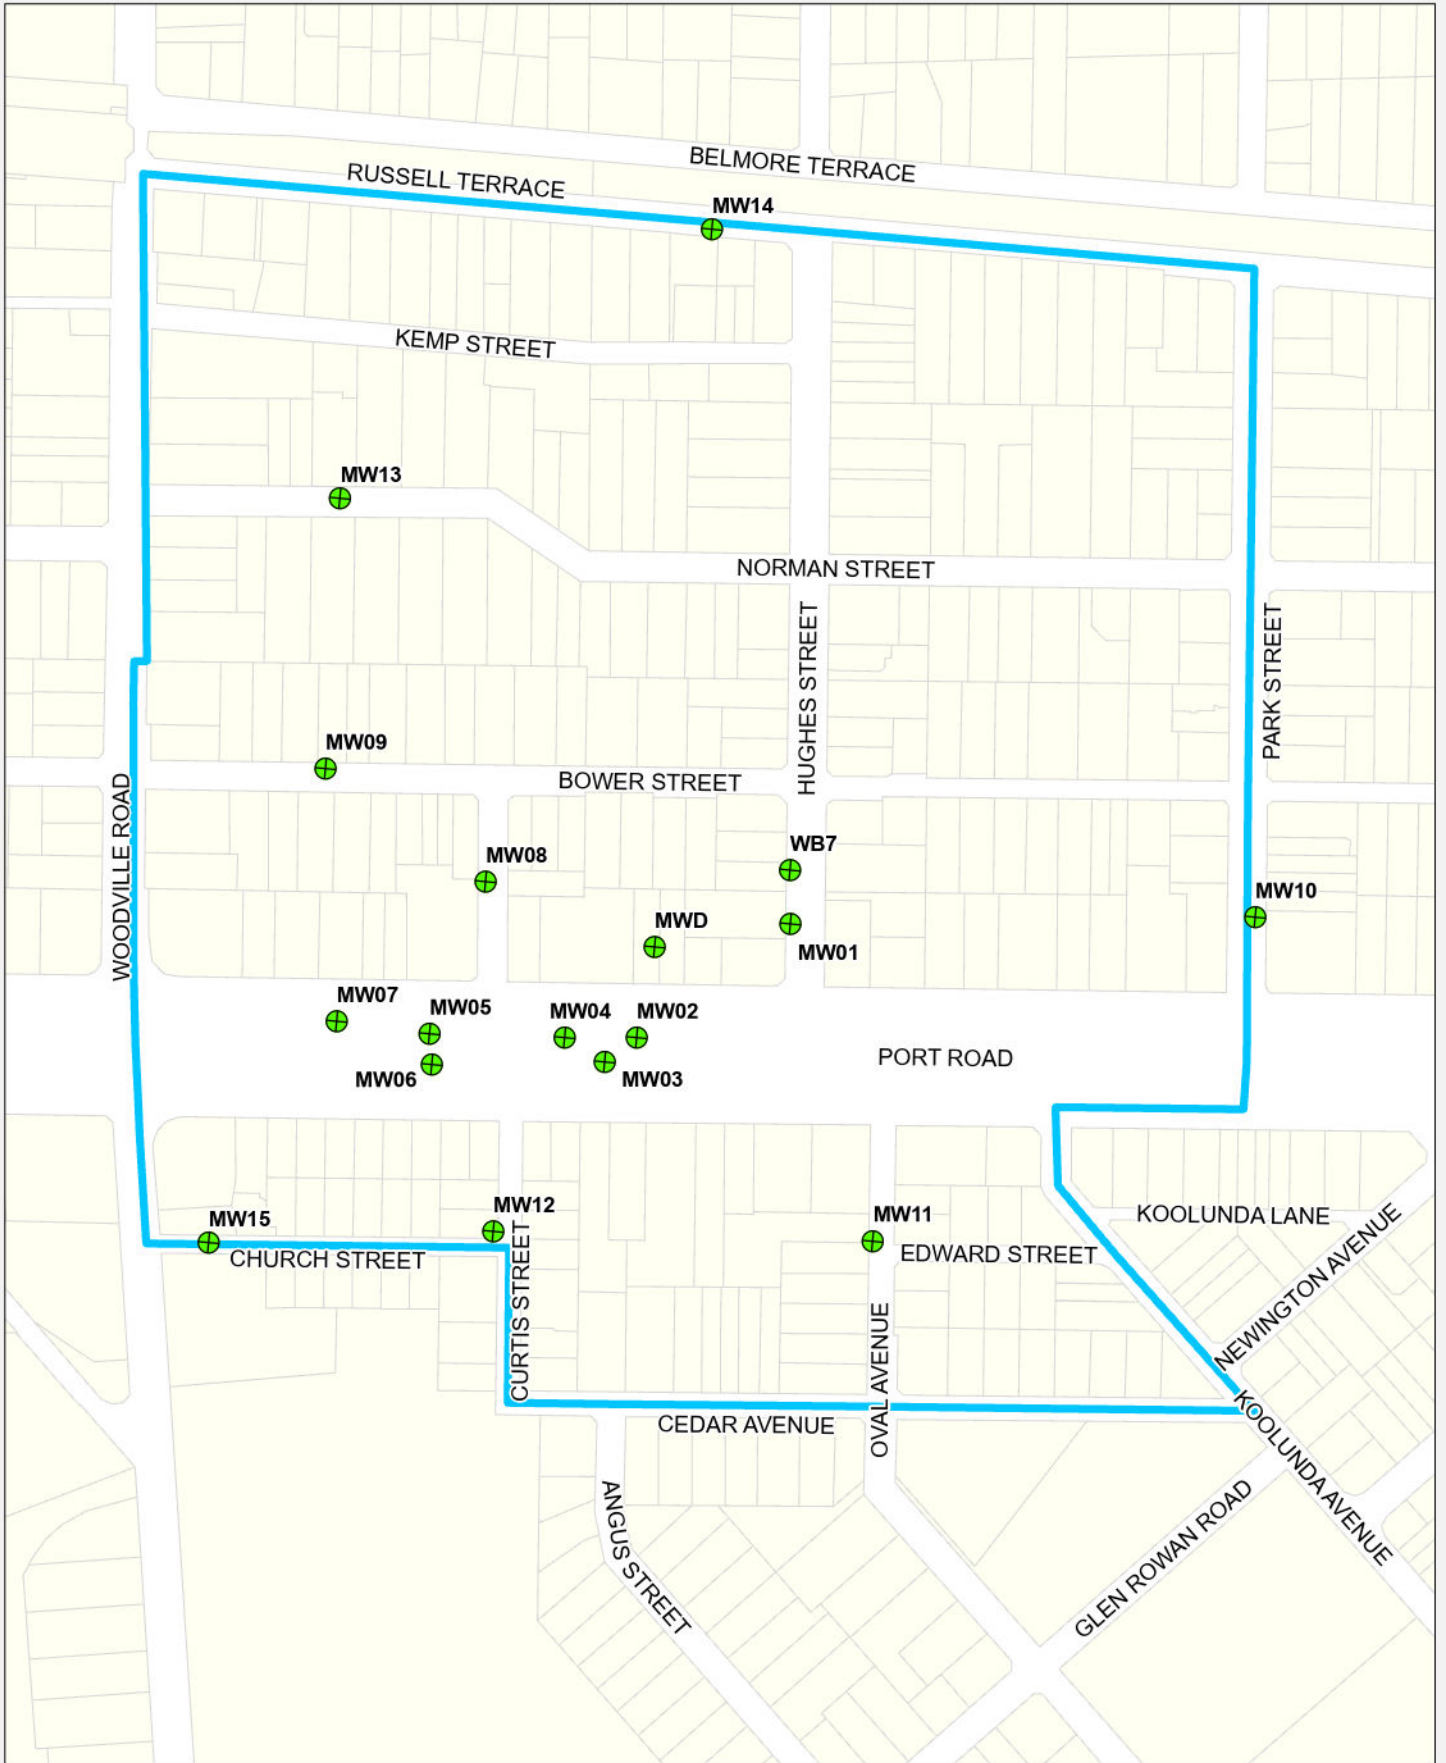 BELMORE TERRACE
RUSSELL TERRACE
MW14
KEMP STREET
MW13
NORMAN STREET
HUGHES STREET
PARK STREET
MW09
BOWER STREET
WOODVILLE ROAD
WB7
MW08
MW10
MWD
MW01
MW07
MW05
MW04
MW02
PORT ROAD
MW06
MW03
MW12
MW15
MW11
KOOLUNDA LANE
CHURCH STREET
EDWARD STREET
NEWINGTON AVENUE
CURTIS STREET
OVAL AVENUE
CEDAR AVENUE
KOOLUNDA AVENUE
ANGUS STREET
GLEN ROWAN ROAD